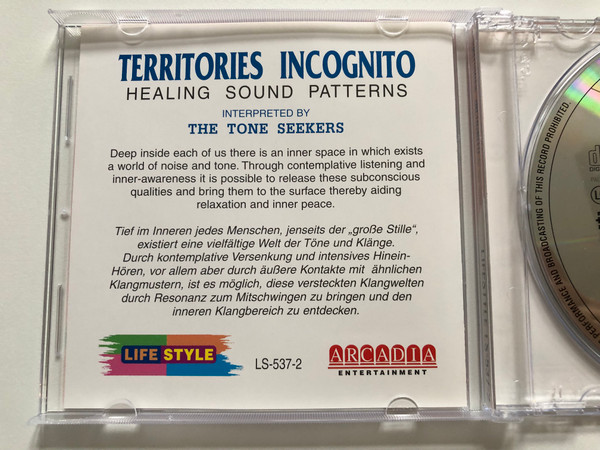 TERRITORIES INCOGNITO
HEALING SOUND PATTERNS
INTERPRETED BY
THE TONE SEEKERS
Deep inside each of us there is an inner space in which exists
a world of noise and tone. Through contemplative listening and
inner-awareness it is possible to release these subconscious
qualities and bring them to the surface thereby aiding
relaxation and inner peace.
Tief im Inneren jedes Menschen, jenseits der „große Stille",
existiert eine vielfältige Welt der Töne und Klänge.
Durch kontemplative Versenkung und intensives Hinein-
Hören, vor allem aber durch äußere Kontakte mit ähnlichen
Klangmustern, ist es möglich, diese versteckten Klangwelten
durch Resonanz zum Mitschwingen zu bringen und den
inneren Klangbereich zu entdecken.
LIFE STYLE
LS-537-2
ARCADIA
ENTERTAINMENT
PERFORMANCE AND BROADCASTING OF THIS RECORD PROHIBITED.